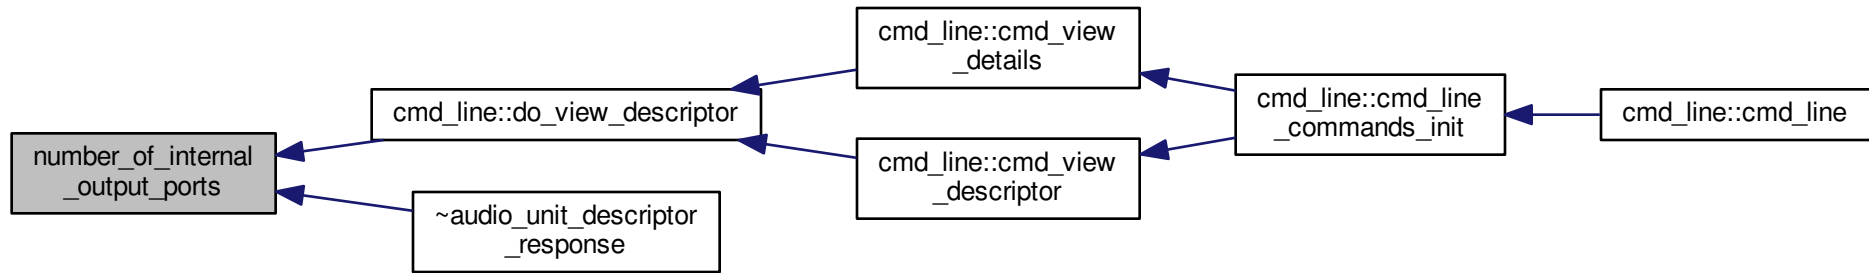 number_of_internal
_output_ports
cmd_line::do_view_descriptor
~audio_unit_descriptor
_response
cmd_line::cmd_view
_details
cmd_line::cmd_view
_descriptor
cmd_line::cmd_line
_commands_init
cmd_line::cmd_line